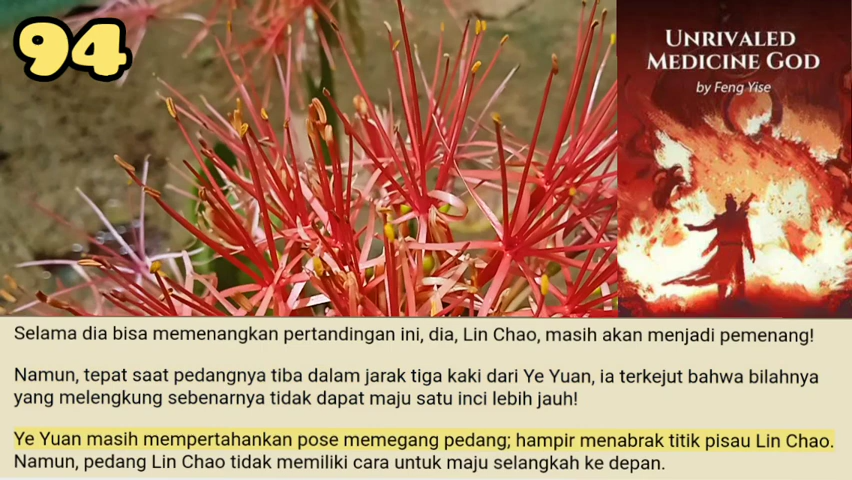 94
UNRIVALED
MEDICINE GOD
by Feng Yise
Selama dia bisa memenangkan pertandingan ini, dia, Lin Chao, masih akan menjadi pemenang!
Namun, tepat saat pedangnya tiba dalam jarak tiga kaki dari Ye Yuan, ia terkejut bahwa bilahnya
yang melengkung sebenarnya tidak dapat maju satu inci lebih jauh!
Ye Yuan masih mempertahankan pose memegang pedang; hampir menabrak titik pisau Lin Chao.
Namun, pedang Lin Chao tidak memiliki cara untuk maju selangkah ke depan.